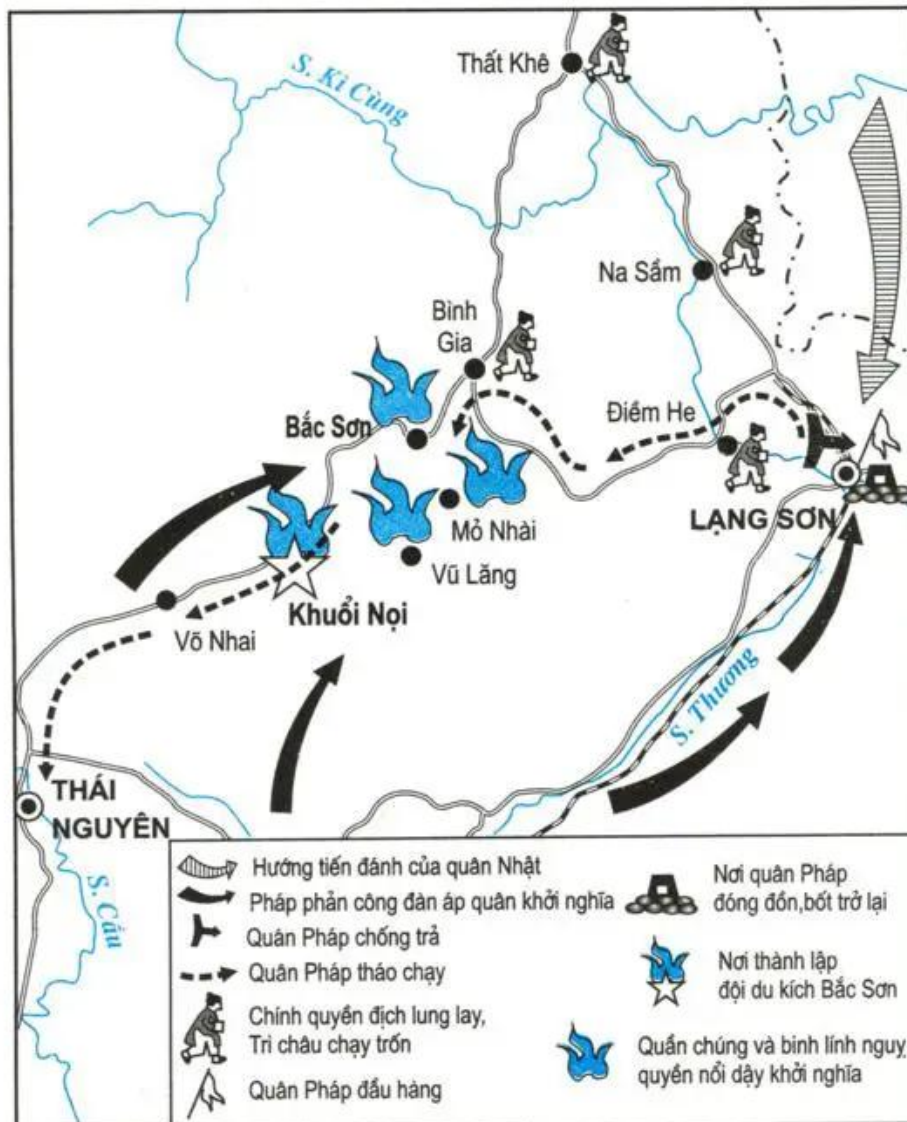 Thất Khê
S. Kì Cùng
Na Sầm
Bình
Gia
Điềm He
Bắc Sơn
LẠNG SƠN
Mỏ Nhài
Vũ Lăng
Khuổi Nọi
Võ Nhai
S. Thương
THÁI
NGUYÊN
S. Cầu
Hướng tiến đánh của quân Nhật
Pháp phản công đàn áp quân khởi nghĩa
Quân Pháp chống trả
Quân Pháp tháo chạy
Chính quyền địch lung lay,
Tri châu chạy trốn
Quân Pháp đầu hàng
Nơi quân Pháp
đóng đồn,bốt trở lại
Nơi thành lập
đội du kích Bắc Sơn
Quần chúng và binh lính nguỵ
quyền nổi dậy khởi nghĩa